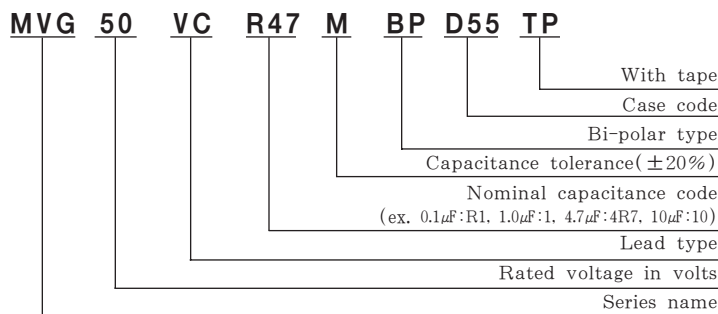 MVG 50 VC R47 M BP D55 TP
With tape
Case code
Bi-polar type
Capacitance tolerance(±20%)
Nominal capacitance code
(ex. 0.1μF:R1, 1.0μF:1, 4.7μF:4R7, 10μF:10)
Lead type
Rated voltage in volts
Series name